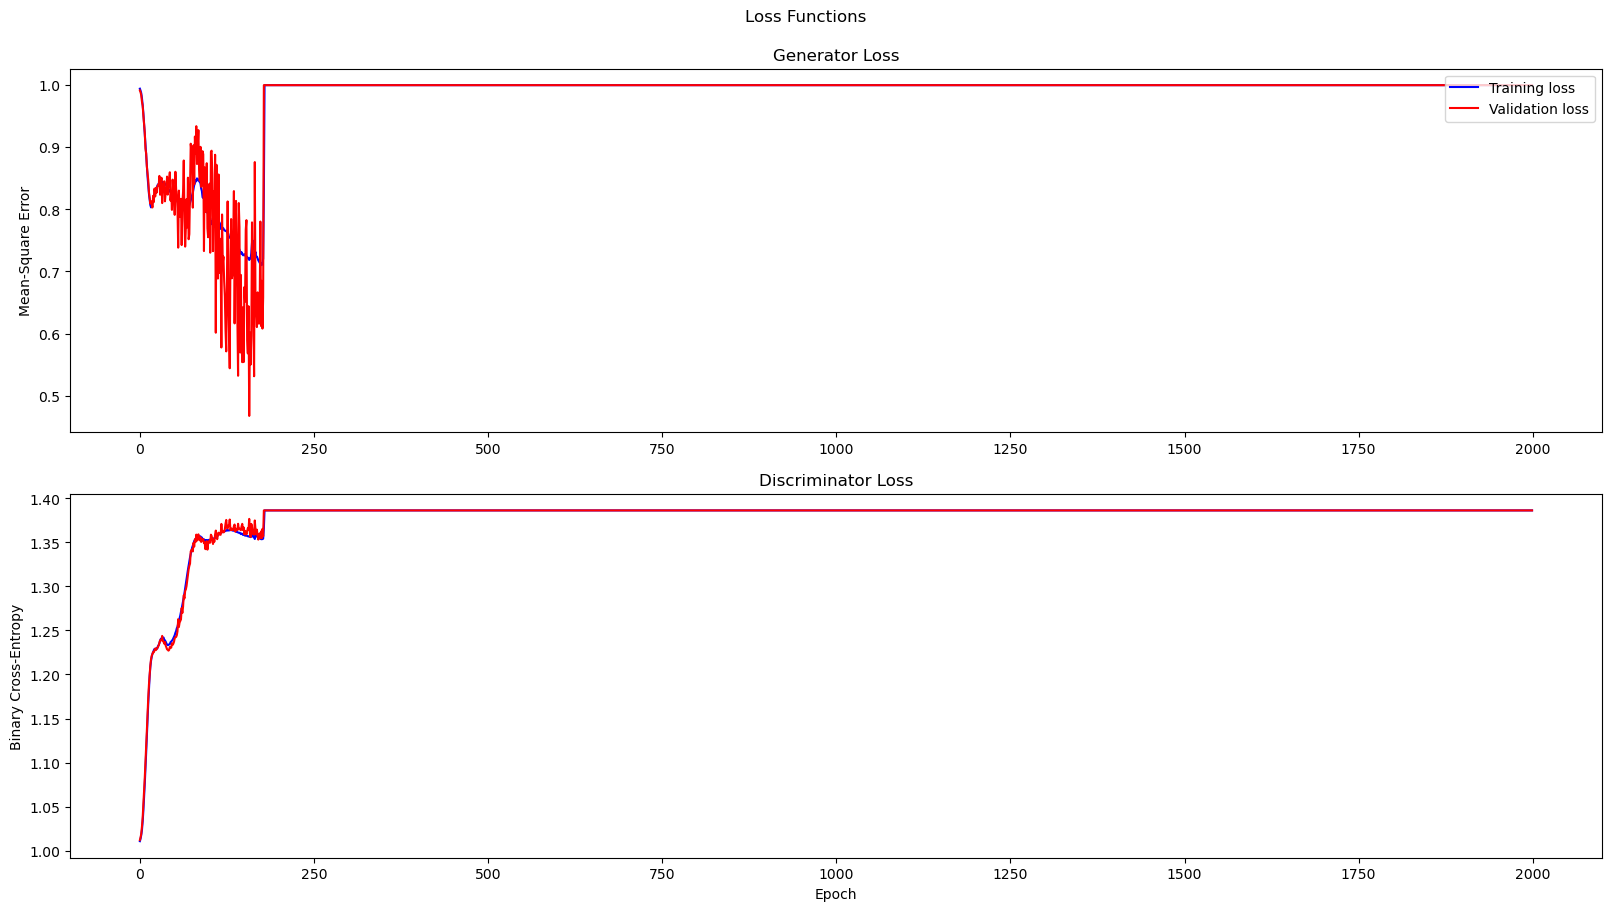 Loss Functions
Generator Loss
Mean-Square Error
1.0
0.9
0.8
0.7
0.6
0.5
Training loss
Validation loss
0 250 500 750 1000 1250 1500 1750 2000
Discriminator Loss
Binary Cross-Entropy
1.40
1.35
1.30
1.25
1.20
1.15
1.10
1.05
1.00
0 250 500 750 1000 1250 1500 1750 2000
Epoch